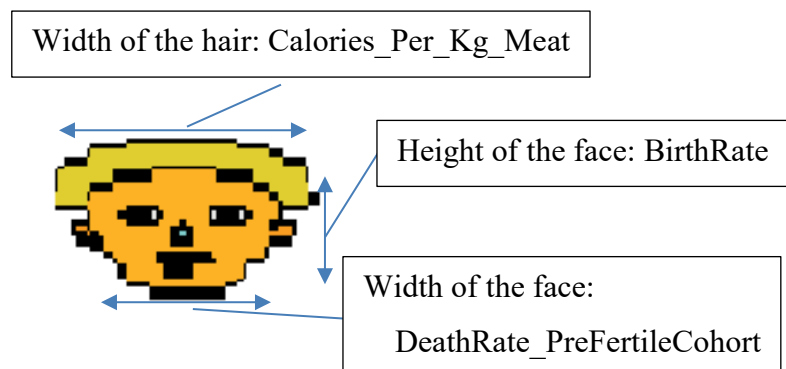 Width of the hair: Calories_Per_Kg_Meat
Height of the face: BirthRate
Width of the face:
DeathRate_PreFertileCohort